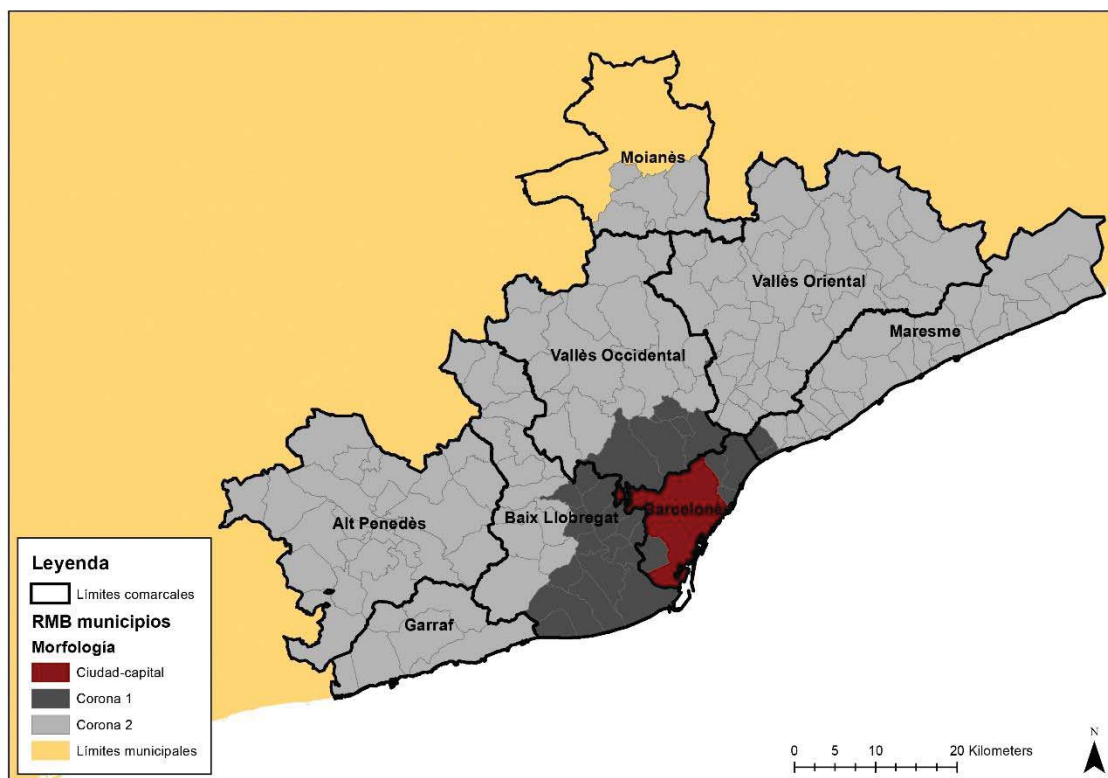 Moianès
Vallès Oriental
Maresme
Vallès Occidental
Barcelonès
Baix Llobregat
Alt Penedès
Garraf
Leyenda
Límites comarcales
RMB municipios
Morfología
Ciudad-capital
Corona 1
Corona 2
Límites municipales
N
0 5 10 20 Kilometers